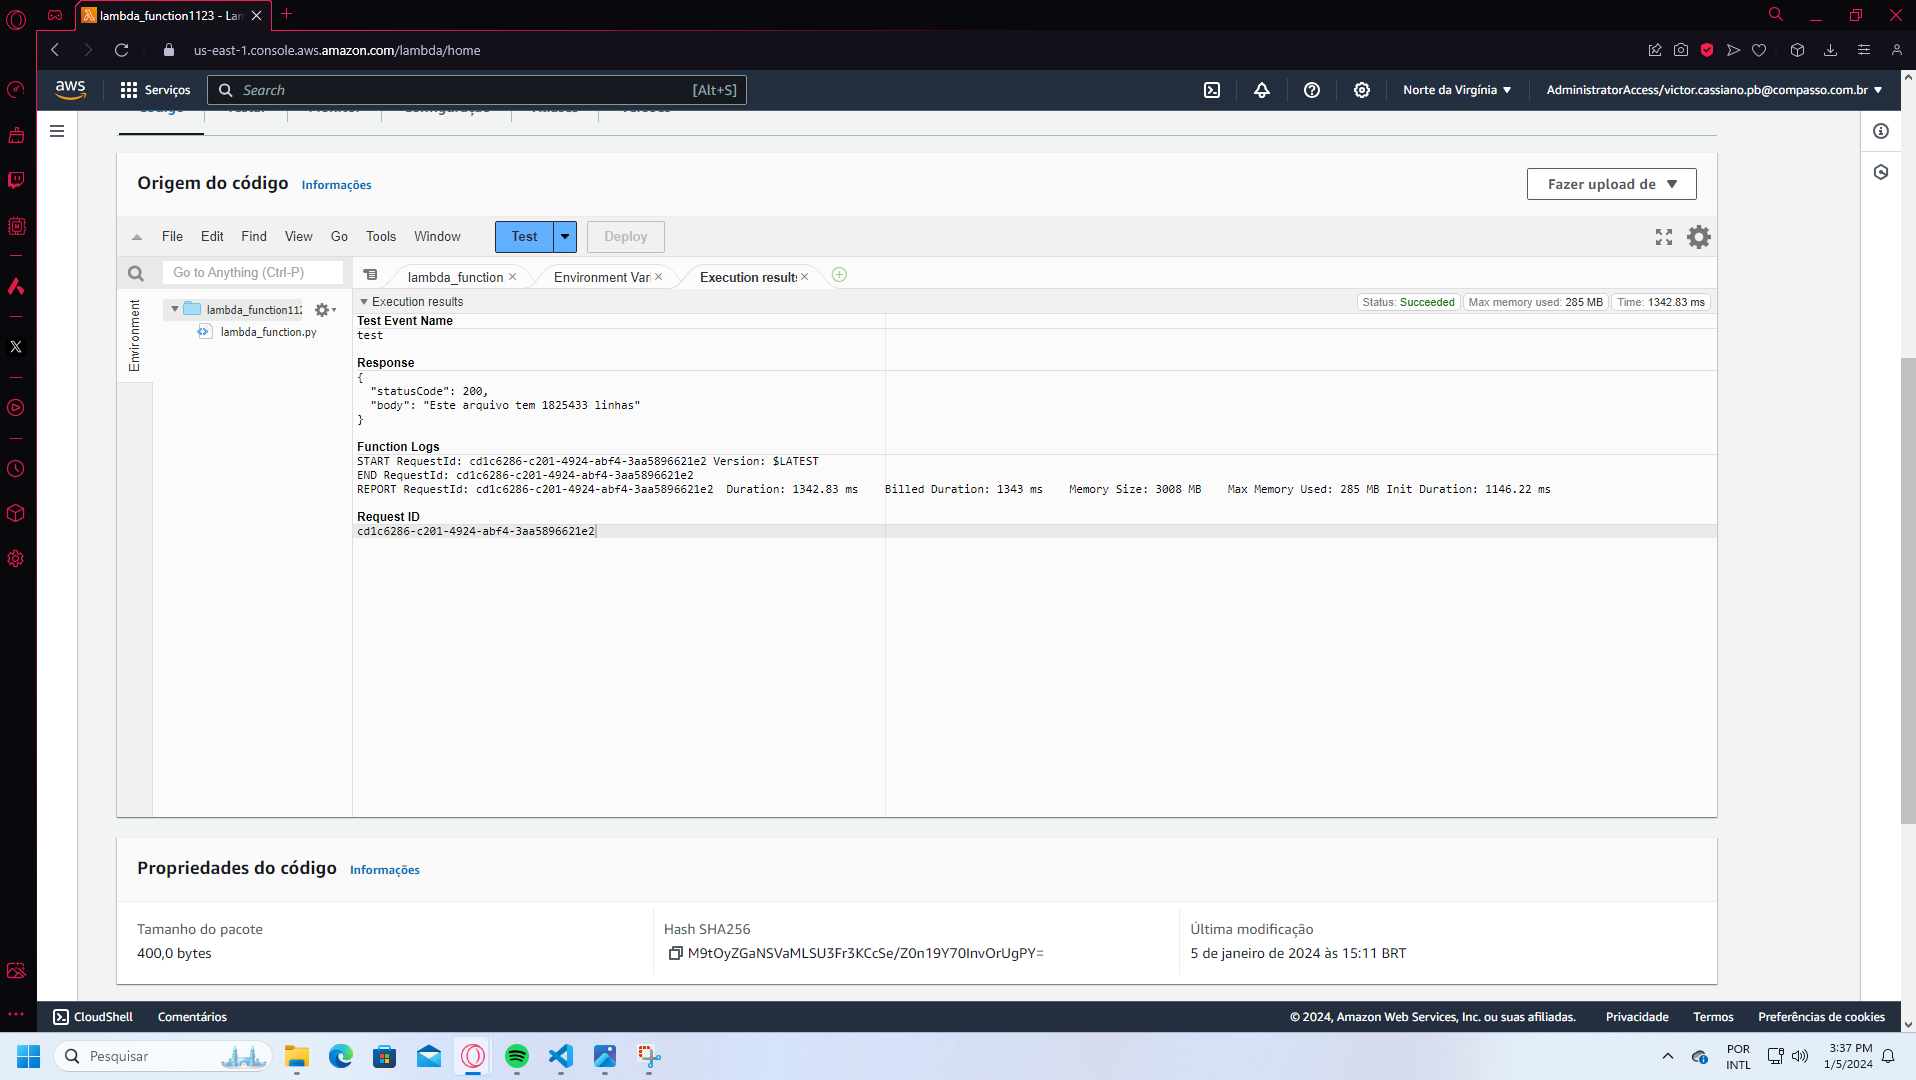 lambda_function1123 - Lam
us-east-1.console.aws.amazon.com/lambda/home
aws
Serviços
Search
[Alt+S]
Norte da Virgínia
AdministratorAccess/victor.cassiano.pb@compasso.com.br
Origem do código
Informações
Fazer upload de
File Edit Find View Go Tools Window
Test
Deploy
Go to Anything (Ctrl-P)
lambda_function
Environment Vari
Execution results
Environment
lambda_function112
lambda_function.py
Execution results
Status: Succeeded
Max memory used: 285 MB
Time: 1342.83 ms
Test Event Name
test
Response
{
"statusCode": 200,
"body": "Este arquivo tem 1825433 linhas"
}
Function Logs
START RequestId: cd1c6286-c201-4924-abf4-3aa5896621e2 Version: $LATEST
END RequestId: cd1c6286-c201-4924-abf4-3aa5896621e2
REPORT RequestId: cd1c6286-c201-4924-abf4-3aa5896621e2 Duration: 1342.83 ms Billed Duration: 1343 ms Memory Size: 3008 MB Max Memory Used: 285 MB Init Duration: 1146.22 ms
Request ID
cd1c6286-c201-4924-abf4-3aa5896621e2
Propriedades do código
Informações
Tamanho do pacote
400,0 bytes
Hash SHA256
M9tOyZGaNSVaMLSU3Fr3KCcSe/Z0n19Y70InvOrUgPY=
Última modificação
5 de janeiro de 2024 às 15:11 BRT
CloudShell
Comentários
© 2024, Amazon Web Services, Inc. ou suas afiliadas.
Privacidade
Termos
Preferências de cookies
Pesquisar
POR
INTL
3:37 PM
1/5/2024